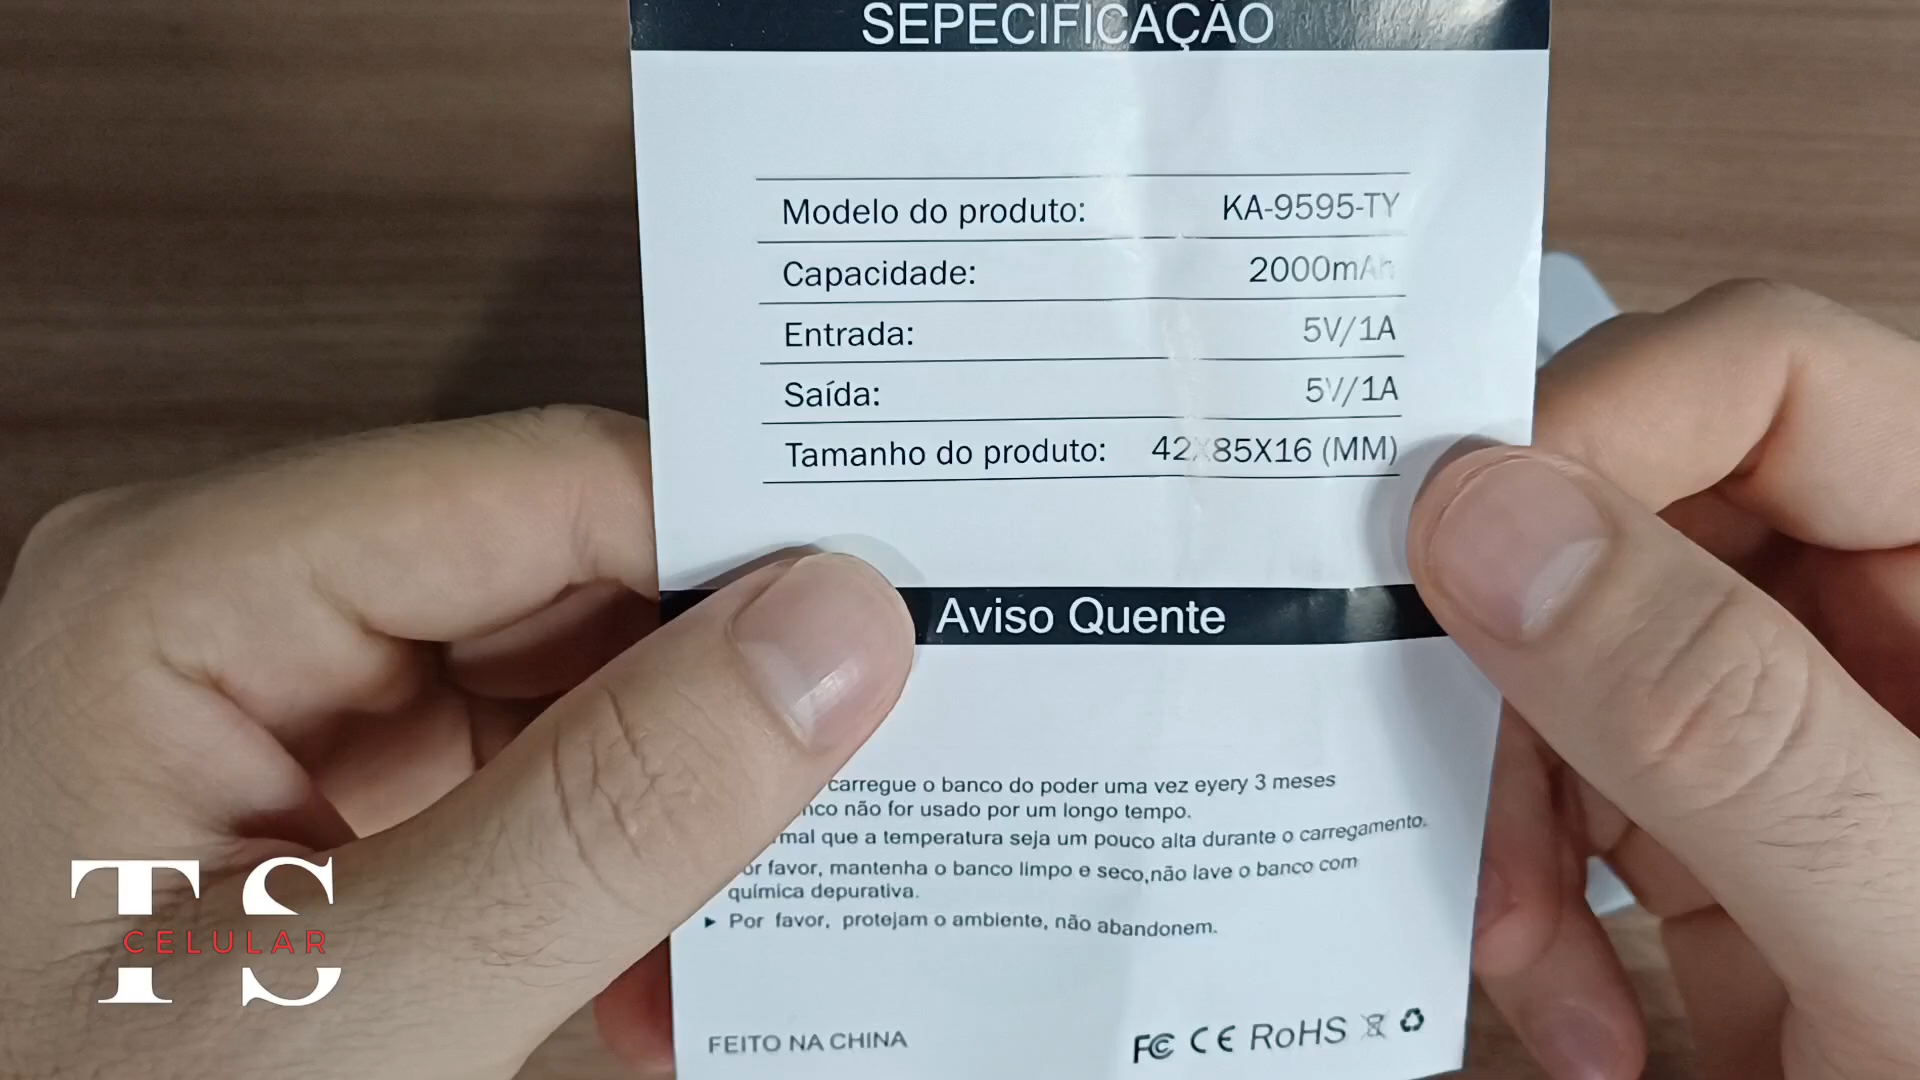 SEPECIFICAÇÃO
Modelo do produto: KA-9595-TY
Capacidade: 2000mAh
Entrada: 5V/1A
Saída: 5V/1A
Tamanho do produto: 42X85X16 (MM)
Aviso Quente
carregue o banco do poder uma vez eyery 3 meses
não for usado por um longo tempo.
que a temperatura seja um pouco alta durante o carregamento.
favor, mantenha o banco limpo e seco,não lave o banco com
química depurativa.
► Por favor, protejam o ambiente, não abandonem.
FEITO NA CHINA
FC CE RoHS
TS
CELULAR